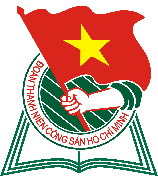 ĐOÀN THANH NIÊN CỘNG SẢN HỒ CHÍ MINH